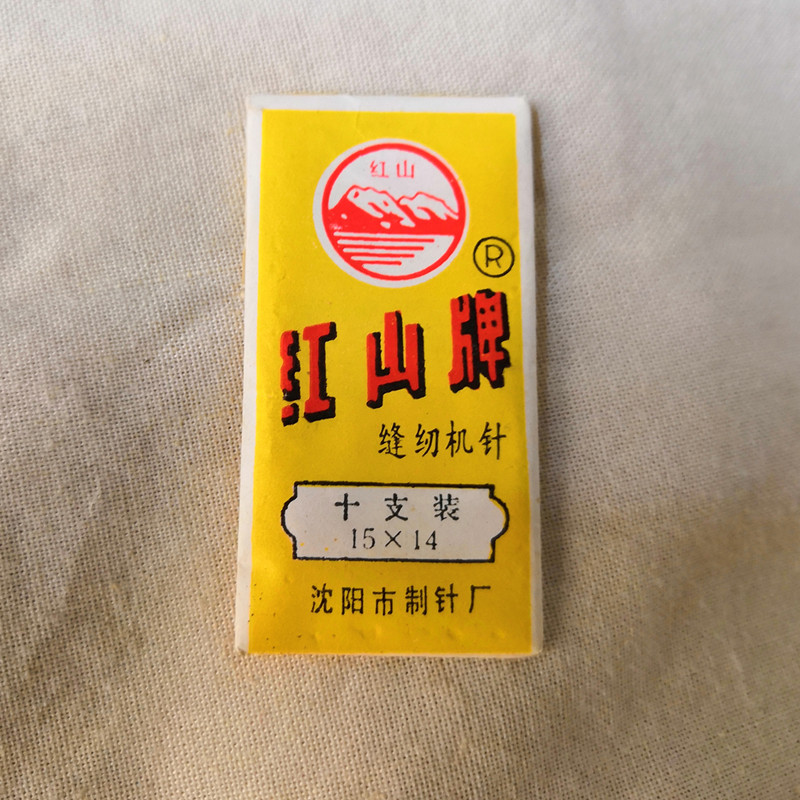 红山
®
红山牌
缝纫机针
十支装
15×14
沈阳市制针厂